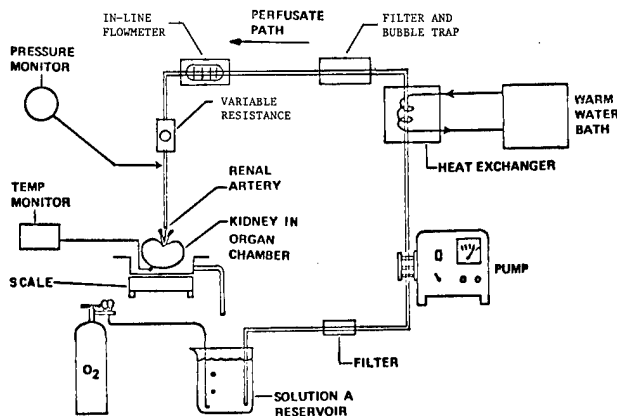 IN-LINE
FLOWMETER
PERFUSATE
PATH
FILTER AND
BUBBLE TRAP
PRESSURE
MONITOR
VARIABLE
RESISTANCE
WARM
WATER
BATH
HEAT EXCHANGER
RENAL
ARTERY
TEMP
MONITOR
KIDNEY IN
ORGAN
CHAMBER
PUMP
SCALE
FILTER
O2
SOLUTION A
RESERVOIR